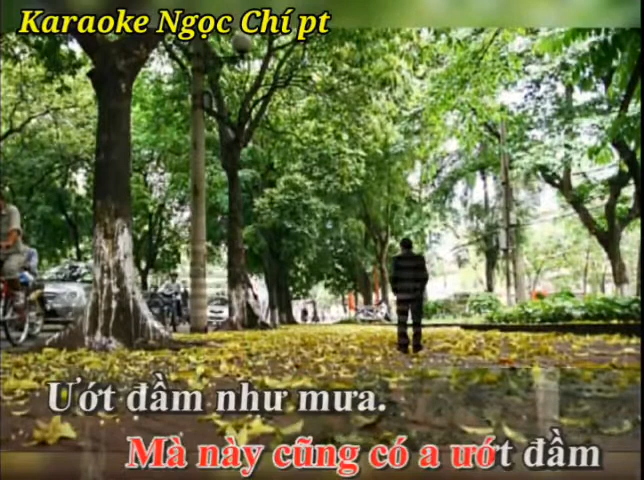 Karaoke Ngọc Chí pt
Ướt đầm như mưa.
Mà này cũng có a ướt đầm